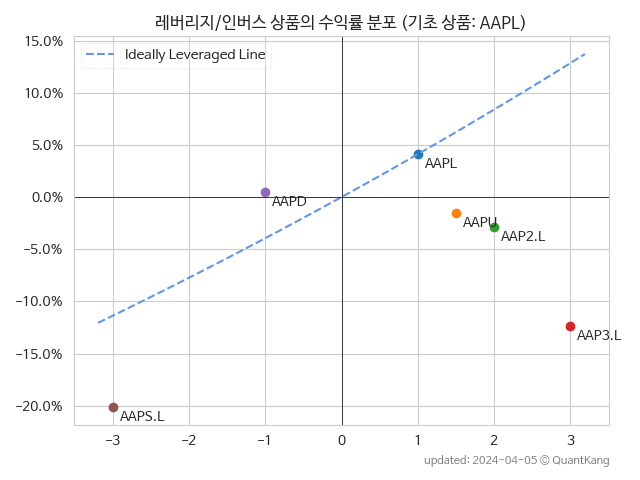 레버리지/인버스 상품의 수익률 분포 (기초 상품: AAPL)
15.0%
Ideally Leveraged Line
10.0%
5.0%
AAPL
0.0%
AAPD
AAPU
AAP2.L
−5.0%
−10.0%
AAP3.L
−15.0%
−20.0%
AAPS.L
−3 −2 −1 0 1 2 3
updated: 2024-04-05 © QuantKang